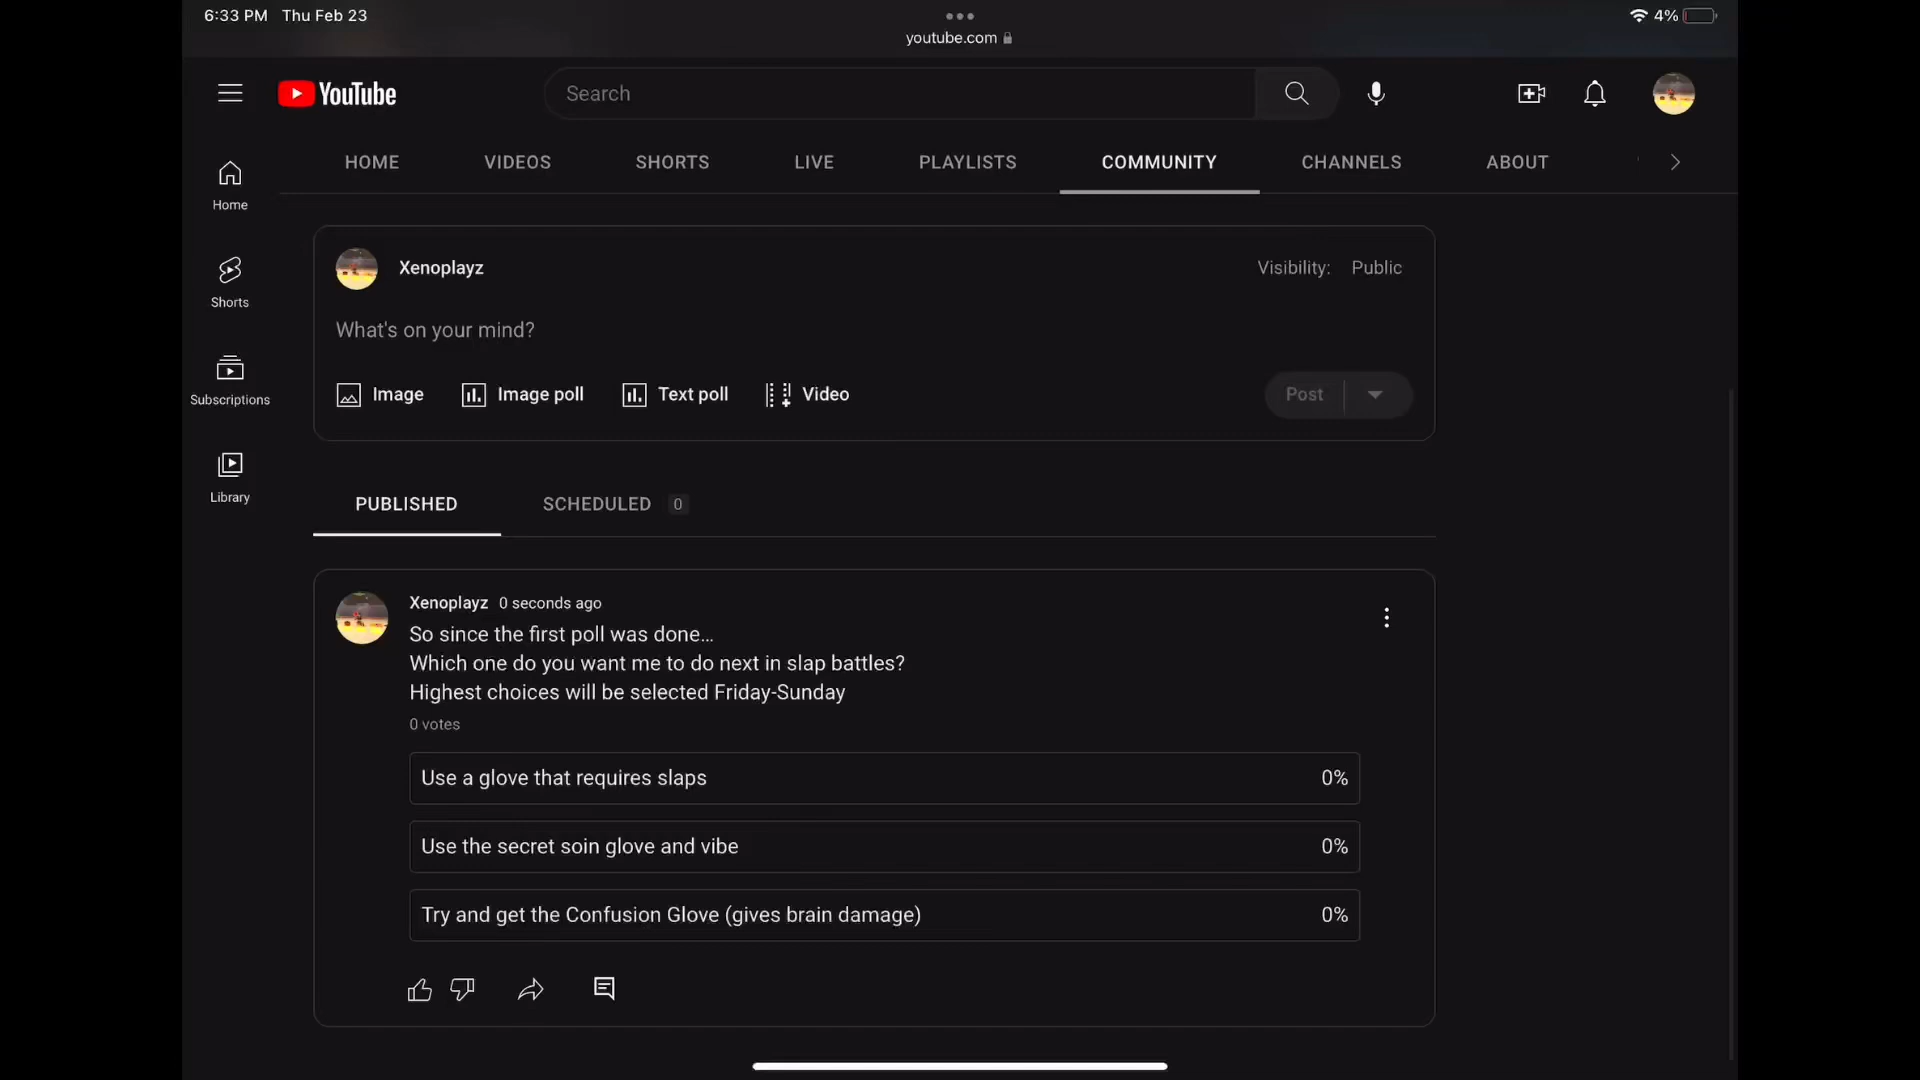 6:33 PM Thu Feb 23
4%
youtube.com
YouTube
Search
HOME VIDEOS SHORTS LIVE PLAYLISTS COMMUNITY CHANNELS ABOUT
Home
Shorts
Subscriptions
Library
Xenoplayz
Visibility: Public
What's on your mind?
Image Image poll Text poll Video
Post
PUBLISHED SCHEDULED 0
Xenoplayz 0 seconds ago
So since the first poll was done...
Which one do you want me to do next in slap battles?
Highest choices will be selected Friday-Sunday
0 votes
Use a glove that requires slaps 0%
Use the secret soin glove and vibe 0%
Try and get the Confusion Glove (gives brain damage) 0%